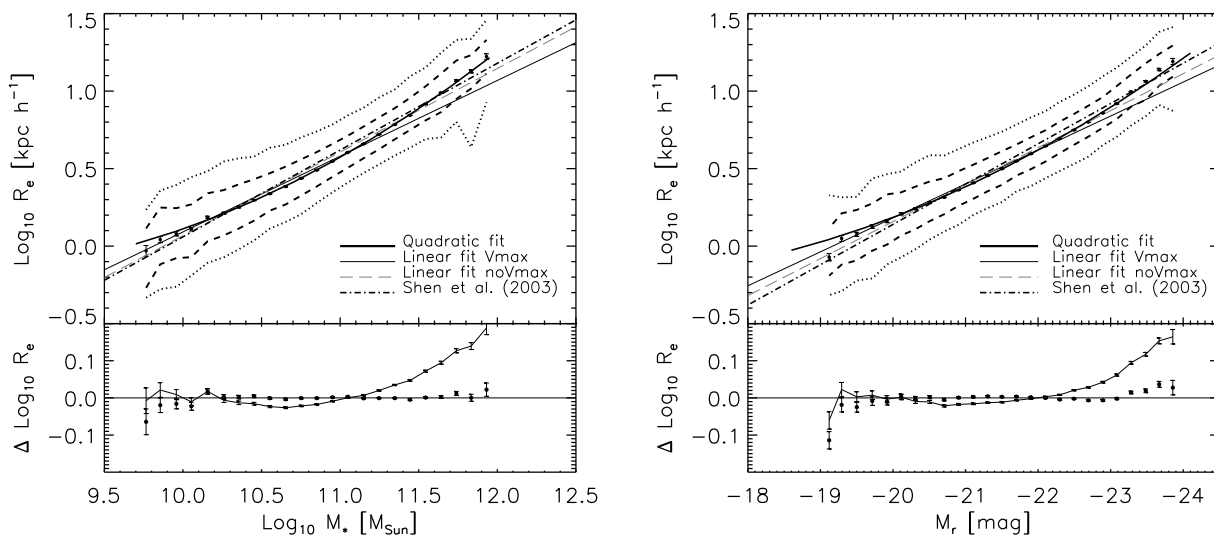 1.5
1.0
0.5
0.0
−0.5
Log₁₀ Rₑ [kpc h⁻¹]
Quadratic fit
Linear fit Vmax
Linear fit noVmax
Shen et al. (2003)
0.1
0.0
−0.1
Δ Log₁₀ Rₑ
9.5 10.0 10.5 11.0 11.5 12.0 12.5
Log₁₀ M* [MSun]
1.5
1.0
0.5
0.0
−0.5
Log₁₀ Rₑ [kpc h⁻¹]
Quadratic fit
Linear fit Vmax
Linear fit noVmax
Shen et al. (2003)
0.1
0.0
−0.1
Δ Log₁₀ Rₑ
−18 −19 −20 −21 −22 −23 −24
Mᵣ [mag]